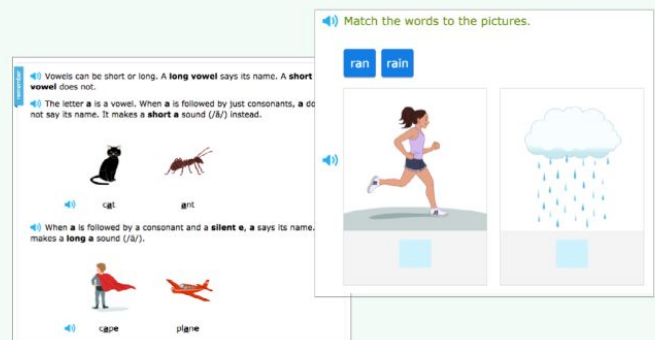 Match the words to the pictures.
ran rain
remember
Vowels can be short or long. A long vowel says its name. A short
vowel does not.
The letter a is a vowel. When a is followed by just consonants, a do
not say its name. It makes a short a sound (/ă/) instead.
cat ant
When a is followed by a consonant and a silent e, a says its name.
makes a long a sound (/ā/).
cape plane